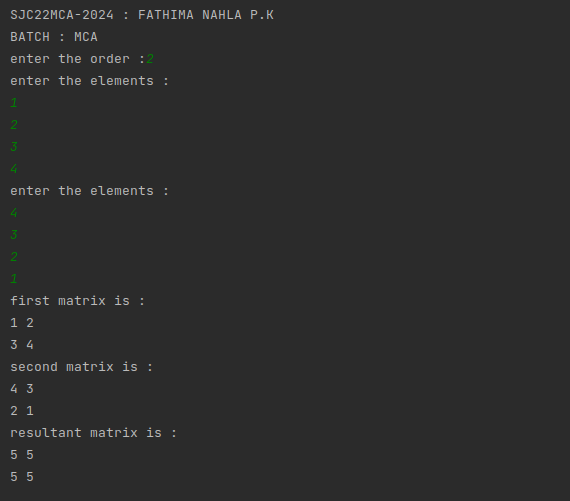 SJC22MCA-2024 : FATHIMA NAHLA P.K
BATCH : MCA
enter the order :2
enter the elements :
1
2
3
4
enter the elements :
4
3
2
1
first matrix is :
1 2
3 4
second matrix is :
4 3
2 1
resultant matrix is :
5 5
5 5